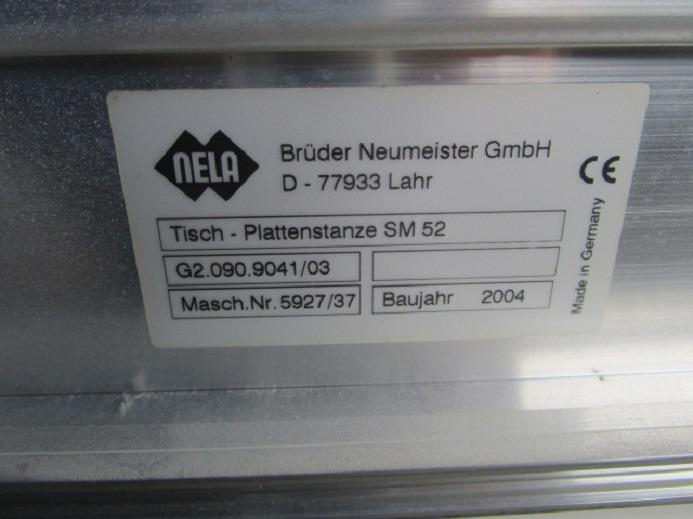 NELA
Brüder Neumeister GmbH
D - 77933 Lahr
CE
Tisch - Plattenstanze SM 52
G2.090.9041/03
Masch.Nr. 5927/37
Baujahr 2004
Made in Germany